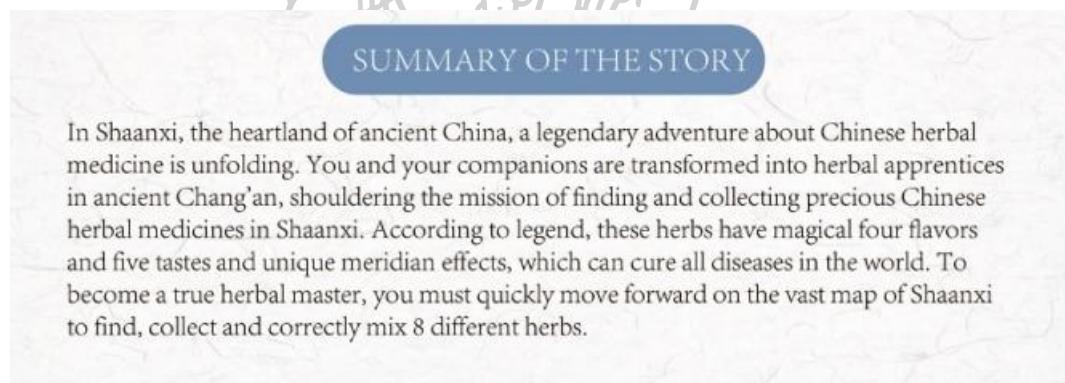 SUMMARY OF THE STORY
In Shaanxi, the heartland of ancient China, a legendary adventure about Chinese herbal
medicine is unfolding. You and your companions are transformed into herbal apprentices
in ancient Chang'an, shouldering the mission of finding and collecting precious Chinese
herbal medicines in Shaanxi. According to legend, these herbs have magical four flavors
and five tastes and unique meridian effects, which can cure all diseases in the world. To
become a true herbal master, you must quickly move forward on the vast map of Shaanxi
to find, collect and correctly mix 8 different herbs.